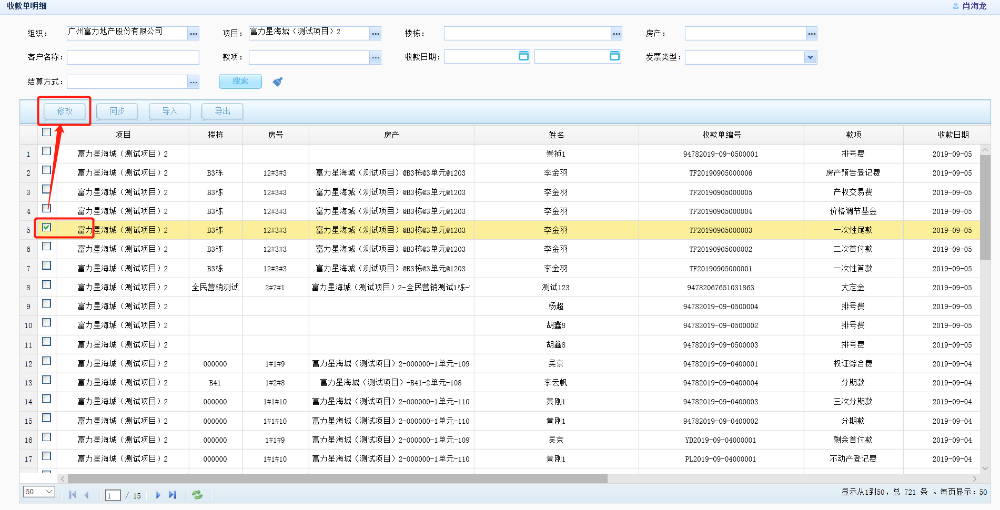 收款单明细
肖海龙
组织： 广州富力地产股份有限公司 ... 项目： 富力星海城（测试项目）2 ... 楼栋： ... 房产： ...
客户名称： 款项： ... 收款日期： 发票类型：
结算方式： ... 搜索
修改 同步 导入 导出
项目 楼栋 房号 房产 姓名 收款单编号 款项 收款日期
1 富力星海城（测试项目）2 崇祯1 94782019-09-0500001 排号费 2019-09-05
2 富力星海城（测试项目）2 B3栋 12#3#3 富力星海城（测试项目）@B3栋@3单元@1203 李金羽 TF20190905000006 房产预告登记费 2019-09-05
3 富力星海城（测试项目）2 B3栋 12#3#3 富力星海城（测试项目）@B3栋@3单元@1203 李金羽 TF20190905000005 产权交易费 2019-09-05
4 富力星海城（测试项目）2 B3栋 12#3#3 富力星海城（测试项目）@B3栋@3单元@1203 李金羽 TF20190905000004 价格调节基金 2019-09-05
5 富力星海城（测试项目）2 B3栋 12#3#3 富力星海城（测试项目）@B3栋@3单元@1203 李金羽 TF20190905000003 一次性尾款 2019-09-05
6 富力星海城（测试项目）2 B3栋 12#3#3 富力星海城（测试项目）@B3栋@3单元@1203 李金羽 TF20190905000002 二次首付款 2019-09-05
7 富力星海城（测试项目）2 B3栋 12#3#3 富力星海城（测试项目）@B3栋@3单元@1203 李金羽 TF20190905000001 一次性首款 2019-09-05
8 富力星海城（测试项目）2 全民营销测试 2#7#1 富力星海城（测试项目）2-全民营销测试1栋- 测试123 94782067651031863 大定金 2019-09-05
9 富力星海城（测试项目）2 杨超 94782019-09-0500004 排号费 2019-09-05
10 富力星海城（测试项目）2 胡鑫8 94782019-09-0500002 排号费 2019-09-05
11 富力星海城（测试项目）2 胡鑫8 94782019-09-0500003 排号费 2019-09-05
12 富力星海城（测试项目）2 000000 1#1#9 富力星海城（测试项目）2-000000-1单元-109 吴京 94782019-09-0400001 权证综合费 2019-09-04
13 富力星海城（测试项目）2 B41 1#2#8 富力星海城（测试项目）-B41-2单元-108 李云帆 94782019-09-0400004 分期款 2019-09-04
14 富力星海城（测试项目）2 000000 1#1#10 富力星海城（测试项目）2-000000-1单元-110 黄刚1 94782019-09-0400003 三次分期款 2019-09-04
15 富力星海城（测试项目）2 000000 1#1#10 富力星海城（测试项目）2-000000-1单元-110 黄刚1 94782019-09-0400002 分期款 2019-09-04
16 富力星海城（测试项目）2 000000 1#1#9 富力星海城（测试项目）2-000000-1单元-109 吴京 YD2019-09-04000001 剩余首付款 2019-09-04
17 富力星海城（测试项目）2 000000 1#1#10 富力星海城（测试项目）2-000000-1单元-110 黄刚1 PL2019-09-04000001 不动产登记费 2019-09-04
50 1 / 15 显示从1到50，总 721 条 。每页显示：50